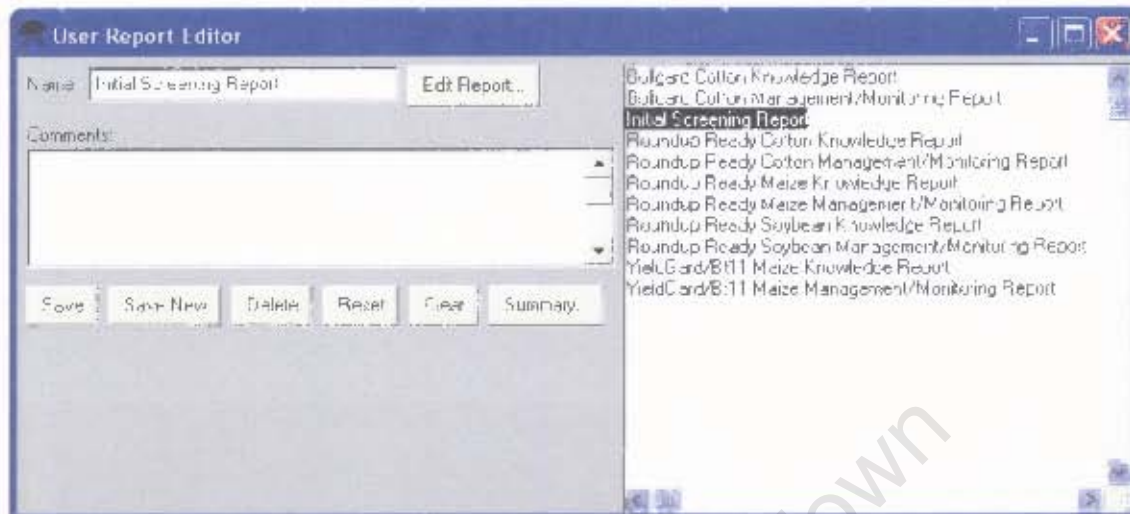 User Report Editor
Name: Initial Screening Report Edit Report...
Comments:
Save Save New Delete Reset Clear Summary...
Bollgard Cotton Knowledge Report
Bollgard Cotton Management/Monitoring Report
Initial Screening Report
Roundup Ready Cotton Knowledge Report
Roundup Ready Cotton Management/Monitoring Report
Roundup Ready Maize Knowledge Report
Roundup Ready Maize Management/Monitoring Report
Roundup Ready Soybean Knowledge Report
Roundup Ready Soybean Management/Monitoring Report
YieldGard/Bt11 Maize Knowledge Report
YieldGard/Bt11 Maize Management/Monitoring Report
own